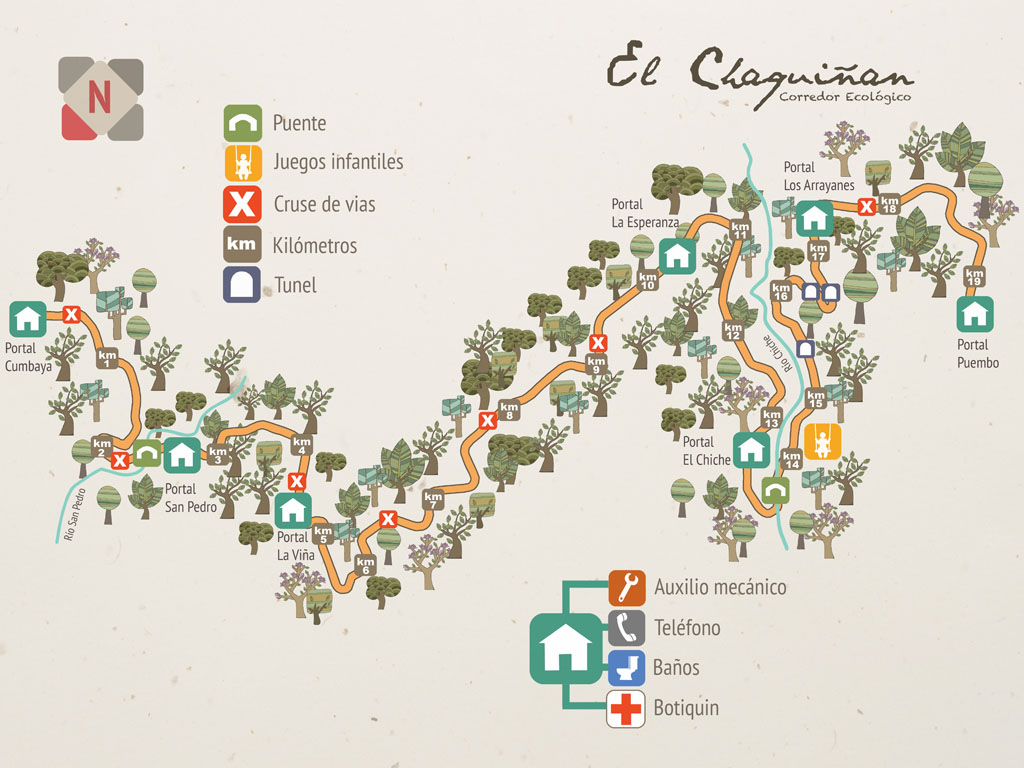 El Chaquiñan
Corredor Ecológico
N
Puente
Juegos infantiles
X
Cruse de vias
km
Kilómetros
Tunel
Portal
Cumbaya
X
km
1
km
2
X
Río San Pedro
Portal
San Pedro
km
3
km
4
X
Portal
La Viña
km
5
km
6
X
km
7
X
km
8
km
9
X
km
10
Portal
La Esperanza
km
11
km
12
km
13
Portal
El Chiche
Río Chiche
km
14
km
15
km
16
km
17
Portal
Los Arrayanes
X
km
18
km
19
Portal
Puembo
Auxilio mecánico
Teléfono
Baños
Botiquin